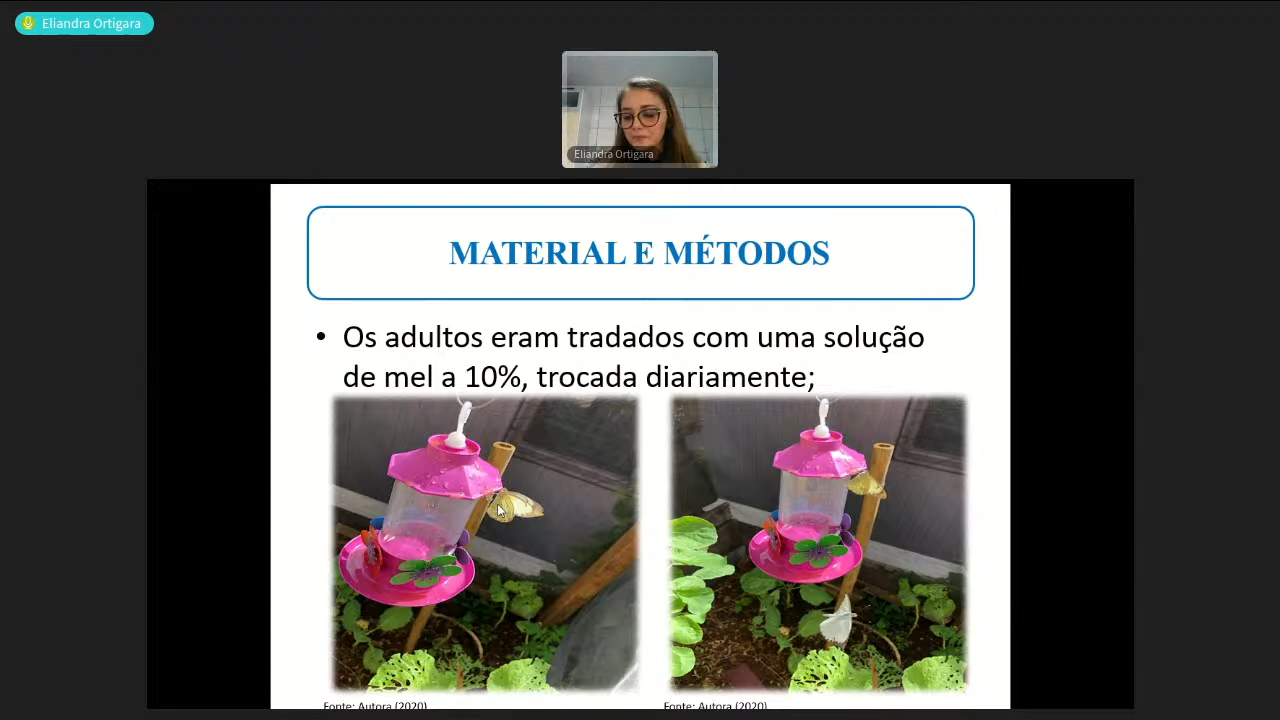 Eliandra Ortigara
Eliandra Ortigara
MATERIAL E MÉTODOS
• Os adultos eram tradados com uma solução
de mel a 10%, trocada diariamente;
Fonte: Autora (2020)
Fonte: Autora (2020)